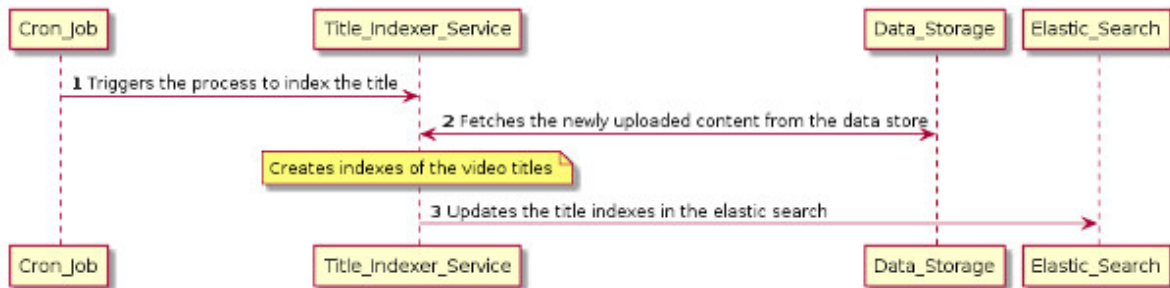 Cron_Job Title_Indexer_Service Data_Storage Elastic_Search
1 Triggers the process to index the title
2 Fetches the newly uploaded content from the data store
Creates indexes of the video titles
3 Updates the title indexes in the elastic search
Cron_Job Title_Indexer_Service Data_Storage Elastic_Search